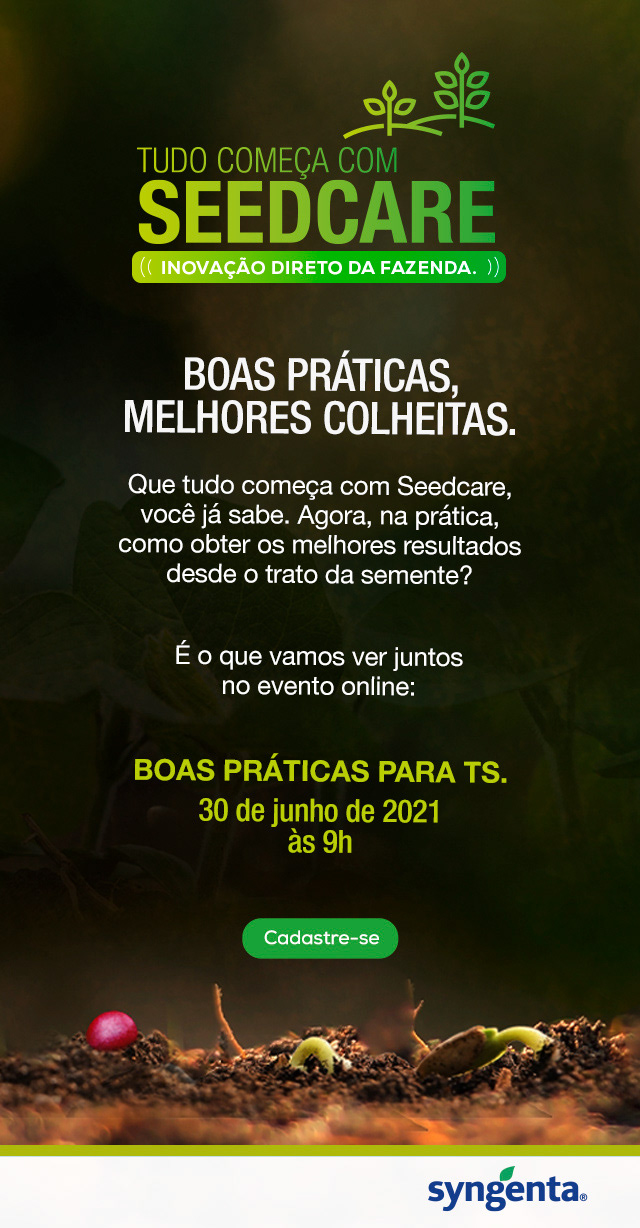 TUDO COMEÇA COM
SEEDCARE
(( INOVAÇÃO DIRETO DA FAZENDA. ))
BOAS PRÁTICAS,
MELHORES COLHEITAS.
Que tudo começa com Seedcare,
você já sabe. Agora, na prática,
como obter os melhores resultados
desde o trato da semente?
É o que vamos ver juntos
no evento online:
BOAS PRÁTICAS PARA TS.
30 de junho de 2021
às 9h
Cadastre-se
syngenta®